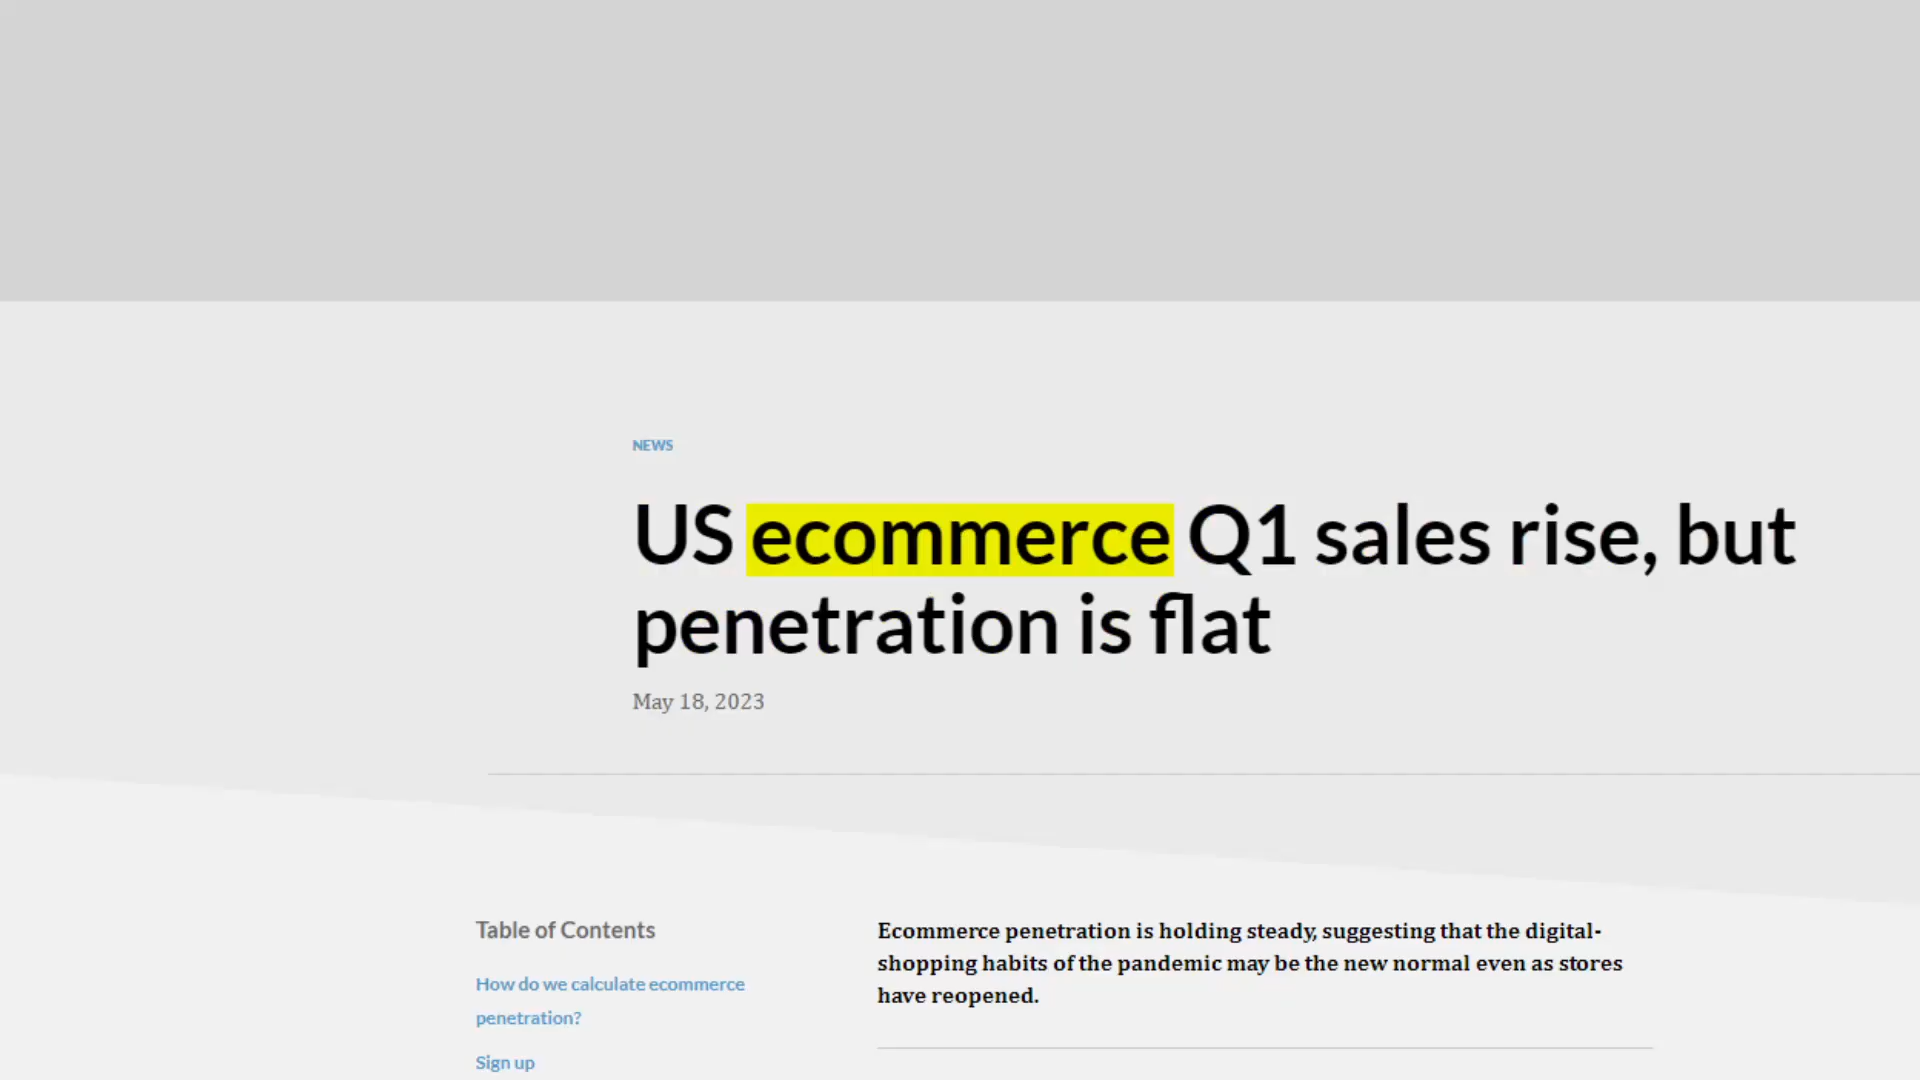 NEWS
US ecommerce Q1 sales rise, but
penetration is flat
May 18, 2023
Table of Contents
How do we calculate ecommerce
penetration?
Sign up
Ecommerce penetration is holding steady, suggesting that the digital-
shopping habits of the pandemic may be the new normal even as stores
have reopened.